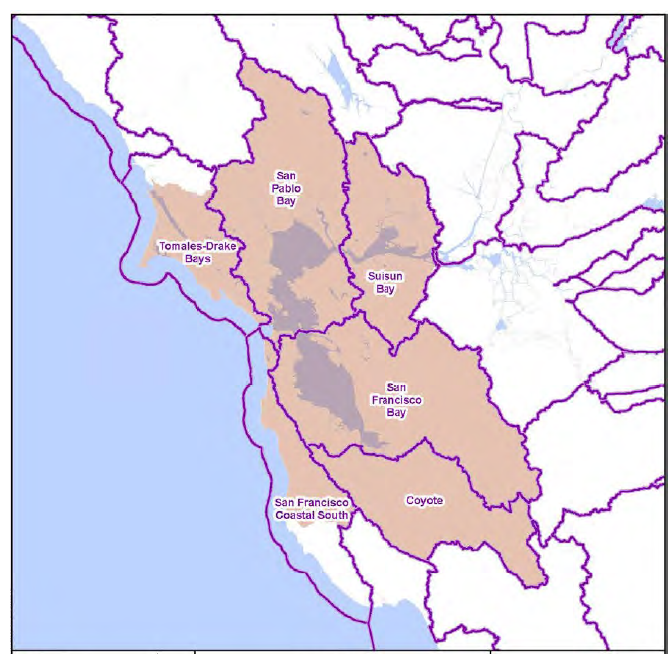 San
Pablo
Bay
Tomales-Drake
Bays
Suisun
Bay
San
Francisco
Bay
San Francisco
Coastal South
Coyote